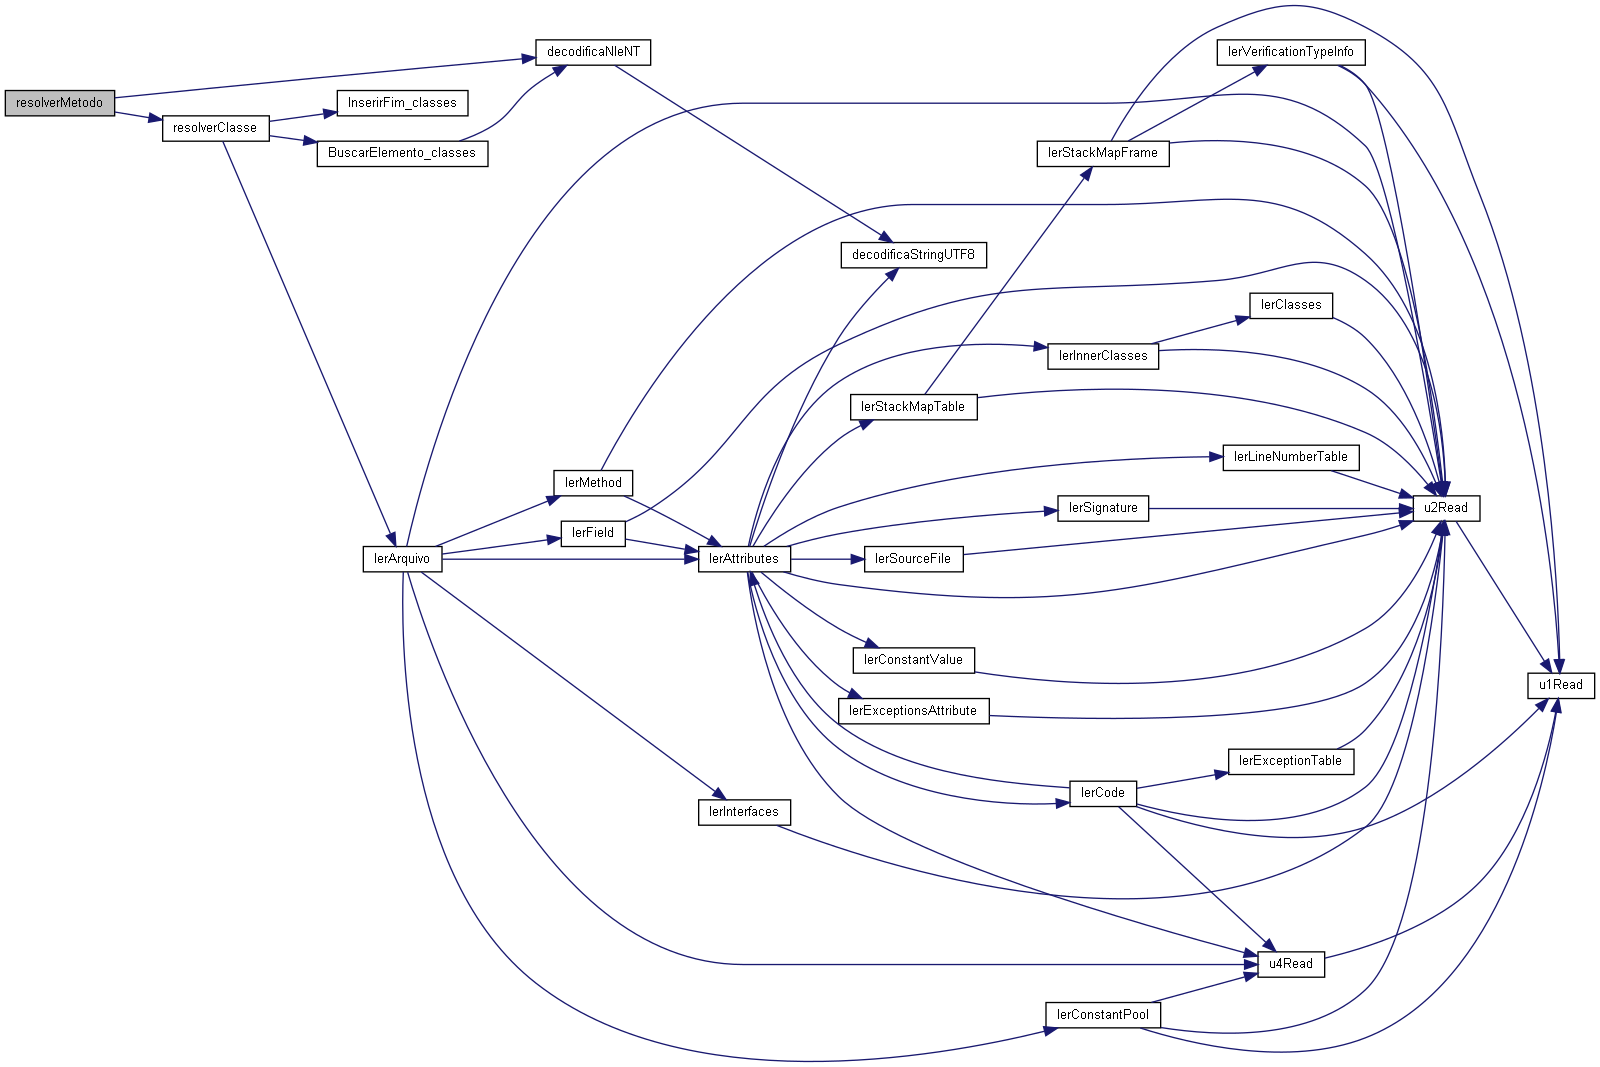 resolverMetodo
resolverClasse
decodificaNIeNT
InserirFim_classes
BuscarElemento_classes
lerArquivo
lerMethod
lerField
lerAttributes
lerInterfaces
decodificaStringUTF8
lerStackMapTable
lerSourceFile
lerConstantValue
lerExceptionsAttribute
lerStackMapFrame
lerInnerClasses
lerSignature
lerCode
lerConstantPool
lerVerificationTypeInfo
lerClasses
lerLineNumberTable
lerExceptionTable
u4Read
u2Read
u1Read